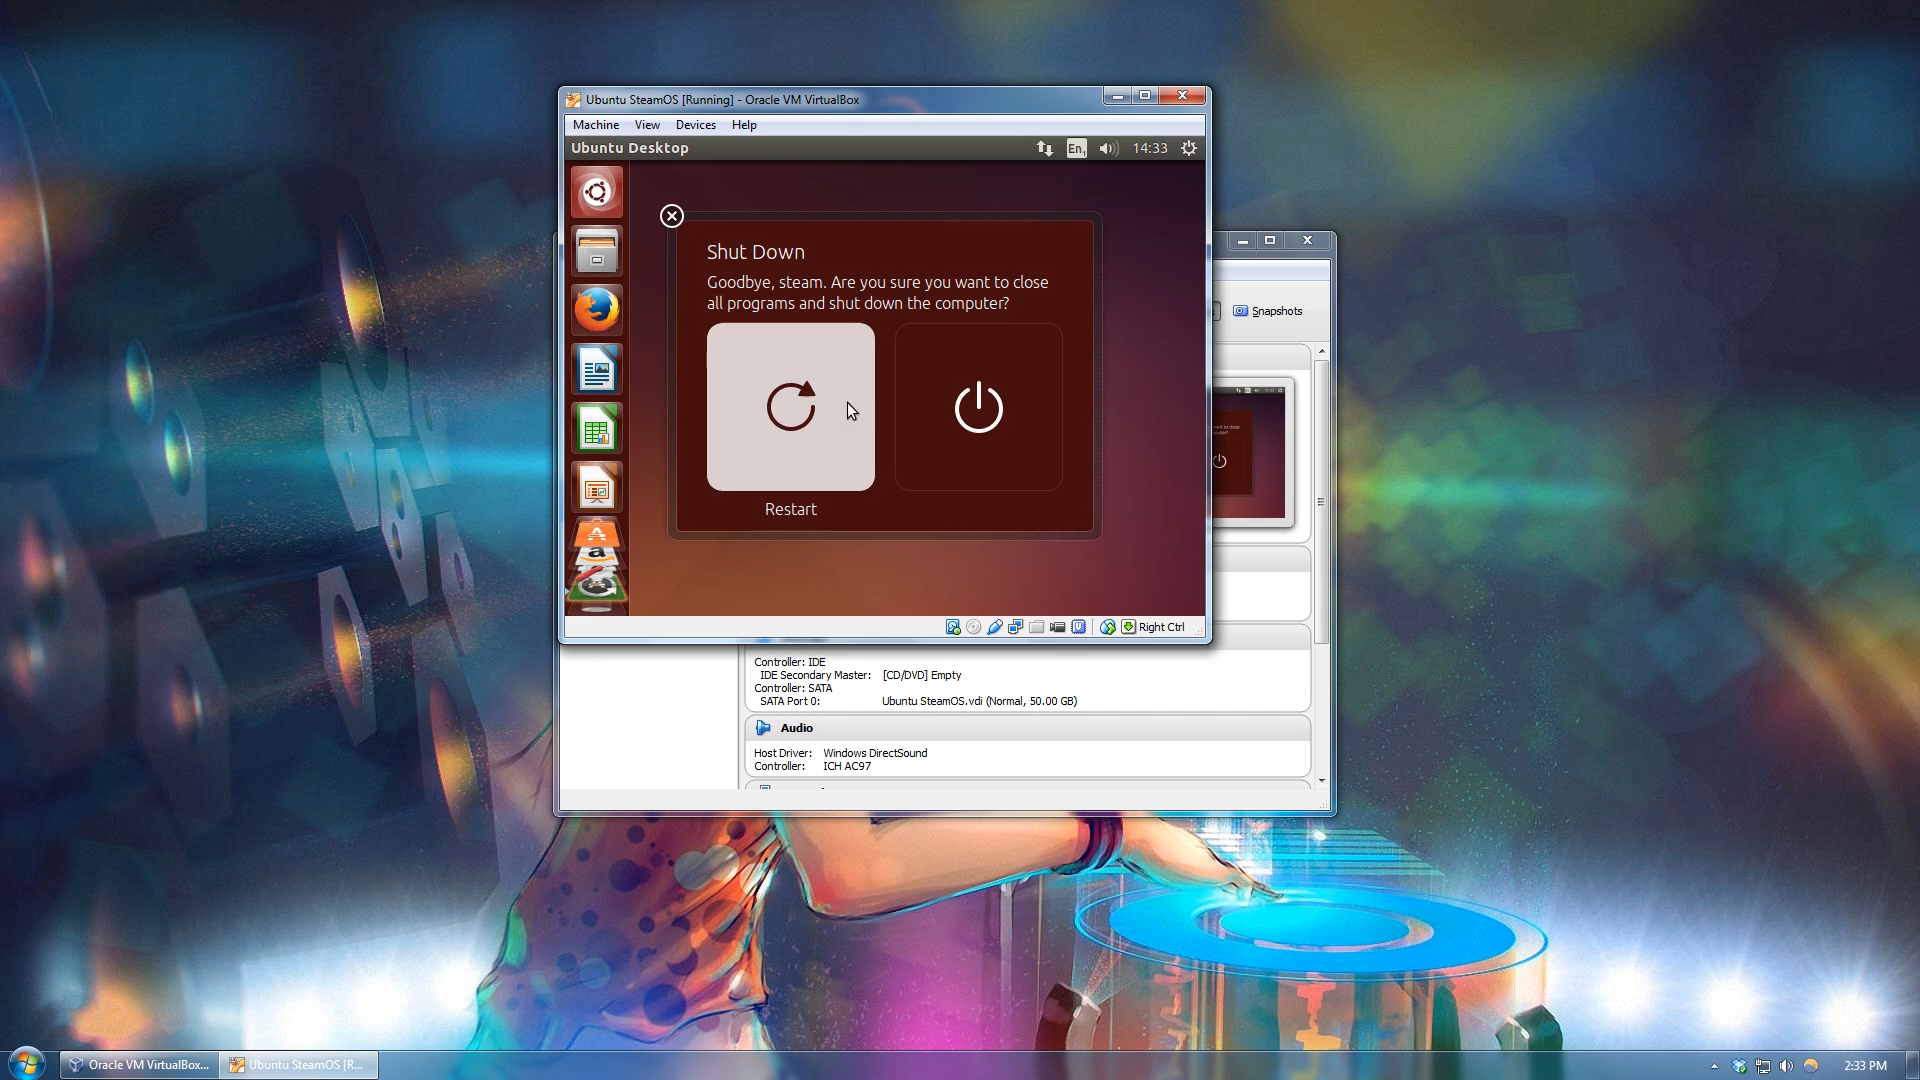 Ubuntu SteamOS [Running] - Oracle VM VirtualBox
Machine View Devices Help
Ubuntu Desktop En1 14:33
Shut Down
Goodbye, steam. Are you sure you want to close
all programs and shut down the computer?
Restart
Right Ctrl
Snapshots
Controller: IDE
IDE Secondary Master: [CD/DVD] Empty
Controller: SATA
SATA Port 0: Ubuntu SteamOS.vdi (Normal, 50.00 GB)
Audio
Host Driver: Windows DirectSound
Controller: ICH AC97
Oracle VM VirtualBox... Ubuntu SteamOS [R... 2:33 PM